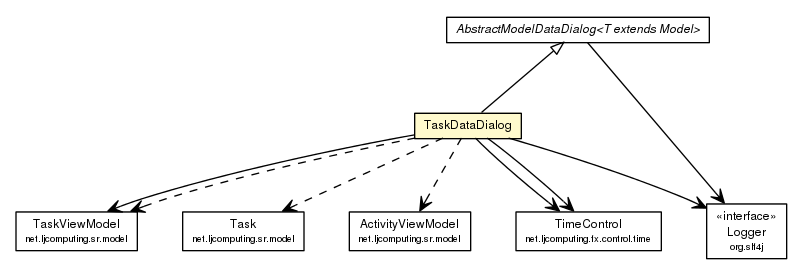 AbstractModelDataDialog<T extends Model>
TaskDataDialog
TaskViewModel
net.ljcomputing.sr.model
Task
net.ljcomputing.sr.model
ActivityViewModel
net.ljcomputing.sr.model
TimeControl
net.ljcomputing.fx.control.time
«interface»
Logger
org.slf4j